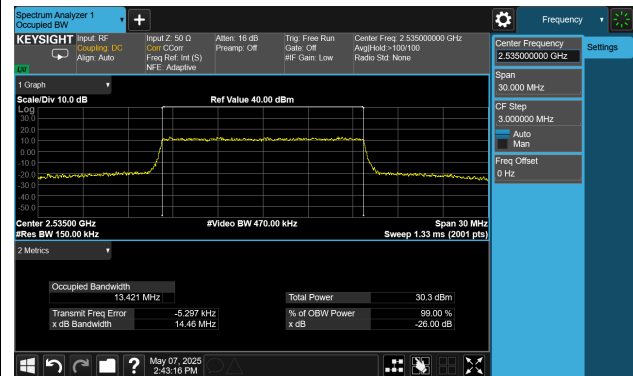 Spectrum Analyzer 1
Occupied BW
Frequency
KEYSIGHT
Input: RF
Coupling: DC
Align: Auto
Input Z: 50 Ω
Corr CCorr
Freq Ref: Int (S)
NFE: Adaptive
Atten: 16 dB
Preamp: Off
Trig: Free Run
Gate: Off
#IF Gain: Low
Center Freq: 2.535000000 GHz
Avg|Hold:>100/100
Radio Std: None
Center Frequency
2.535000000 GHz
Settings
Span
30.000 MHz
CF Step
3.000000 MHz
Auto
Man
Freq Offset
0 Hz
1 Graph
Scale/Div 10.0 dB
Ref Value 40.00 dBm
Log
30.0
20.0
10.0
0.00
-10.0
-20.0
-30.0
-40.0
-50.0
Center 2.53500 GHz
#Video BW 470.00 kHz
Span 30 MHz
#Res BW 150.00 kHz
Sweep 1.33 ms (2001 pts)
2 Metrics
Occupied Bandwidth
13.421 MHz
Total Power
30.3 dBm
Transmit Freq Error
-5.297 kHz
% of OBW Power
99.00 %
x dB Bandwidth
14.46 MHz
x dB
-26.00 dB
?
May 07, 2025
2:43:16 PM